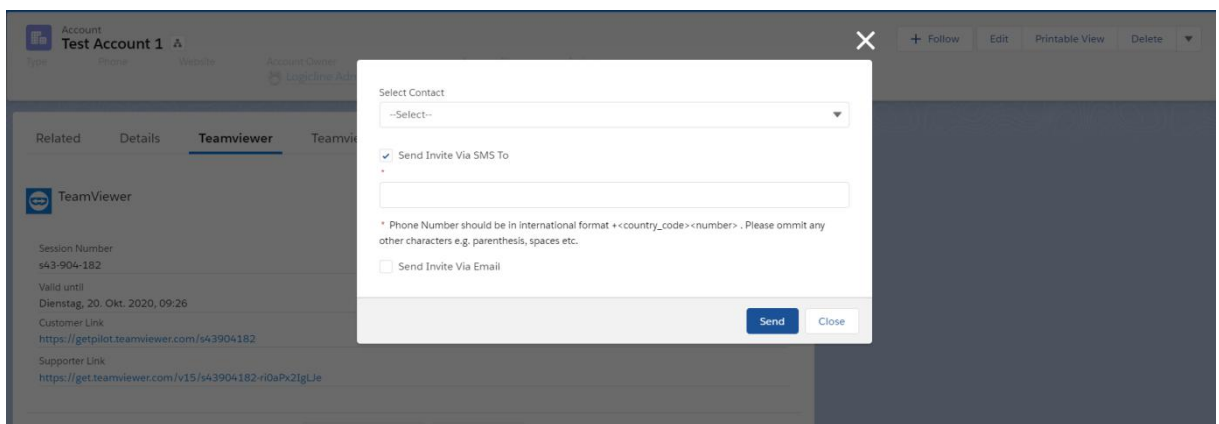 Account
Test Account 1
+ Follow
Edit
Printable View
Delete
Type
Phone
Website
Account Owner
Select Contact
--Select--
Related
Details
Teamviewer
Send Invite Via SMS To
*
TeamViewer
* Phone Number should be in international format +<country_code><number> . Please ommit any
other characters e.g. parenthesis, spaces etc.
Session Number
s43-904-182
Send Invite Via Email
Valid until
Dienstag, 20. Okt. 2020, 09:26
Send
Close
Customer Link
https://getpilot.teamviewer.com/s43904182
Supporter Link
https://get.teamviewer.com/v15/s43904182-ri0aPx2IgLJe